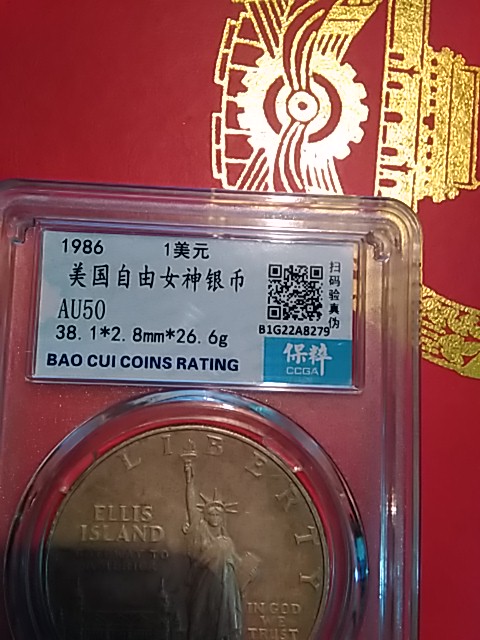 1986 1美元
美国自由女神银币
AU50
38.1*2.8mm*26.6g
BAO CUI COINS RATING
扫码验真伪
B1G22A8279
保粹
CCGA
LIBERTY
ELLIS
ISLAND
IN GOD
WE
TRUST